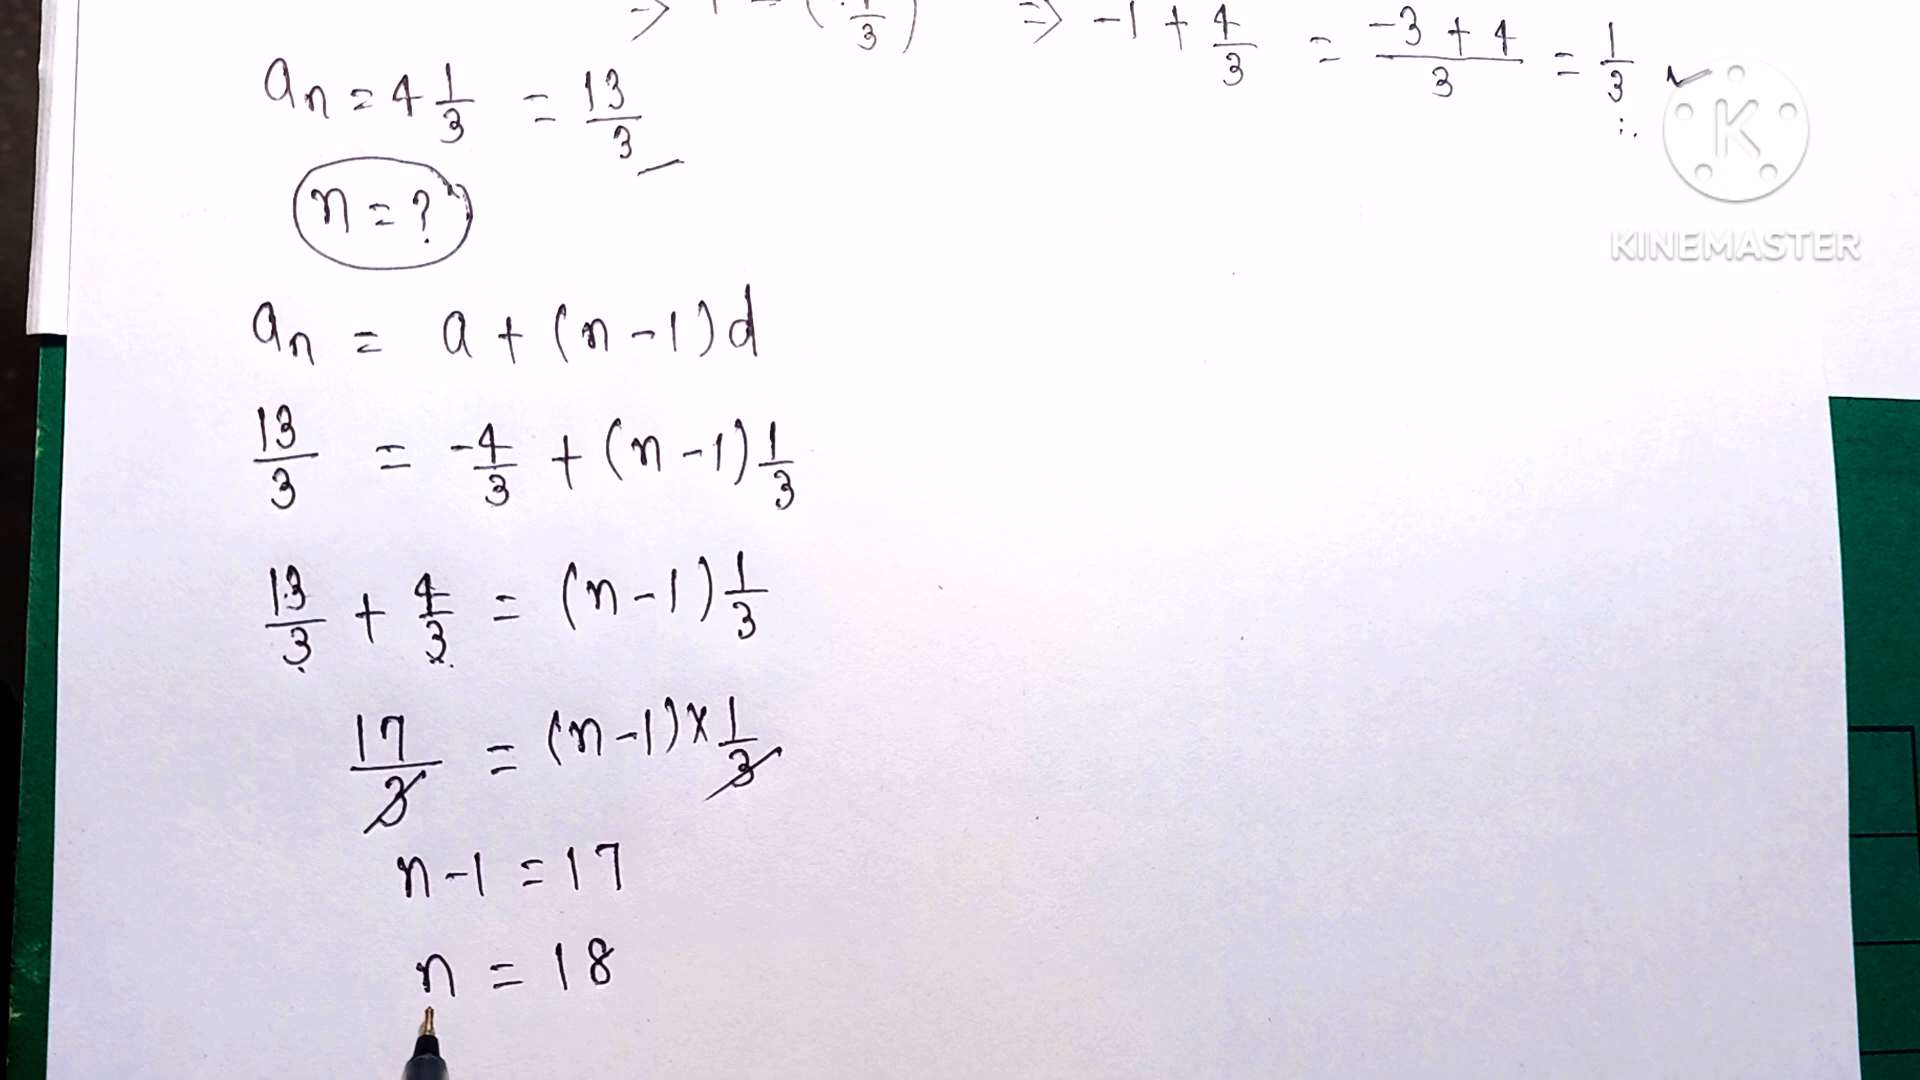 ⇒ -1 + 4/3 = (-3 + 4)/3 = 1/3 ✓
aₙ = 4 1/3 = 13/3
n = ?
KINEMASTER
aₙ = a + (n - 1) d
13/3 = -4/3 + (n - 1) 1/3
13/3 + 4/3 = (n - 1) 1/3
17/3 = (n - 1) × 1/3
n - 1 = 17
n = 18